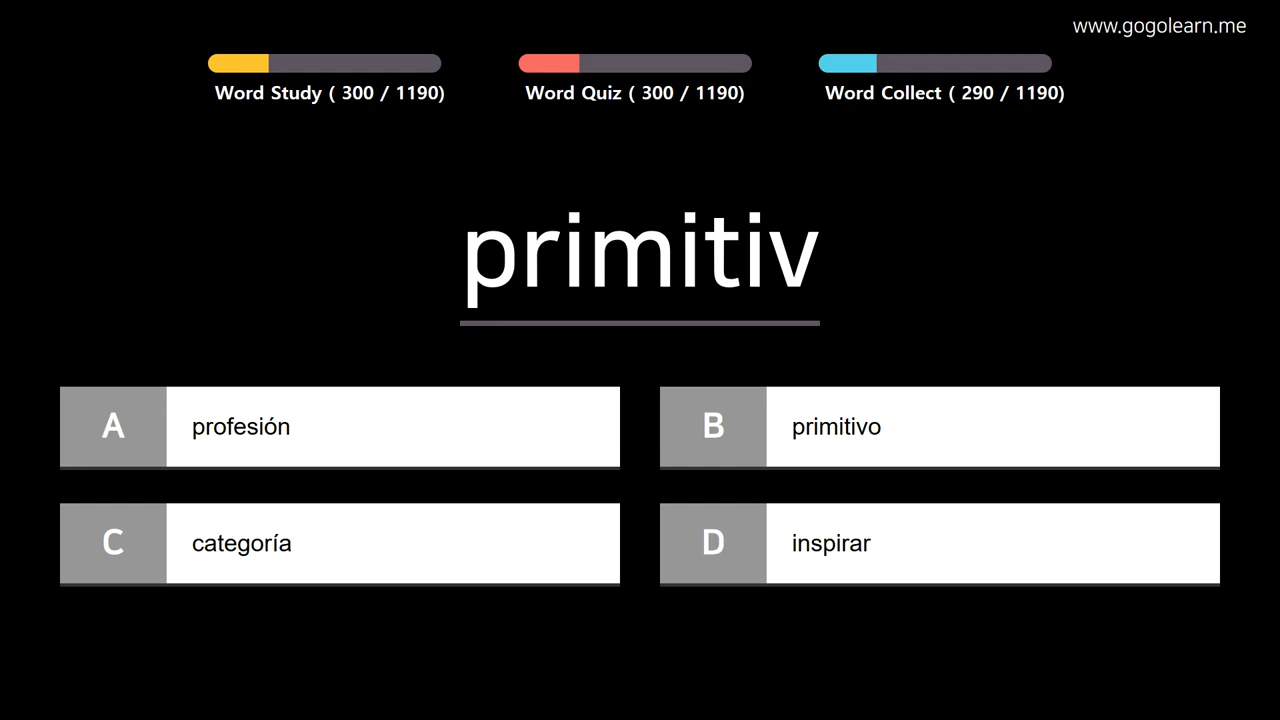 www.gogolearn.me
Word Study ( 300 / 1190)
Word Quiz ( 300 / 1190)
Word Collect ( 290 / 1190)
primitiv
A
profesión
B
primitivo
C
categoría
D
inspirar